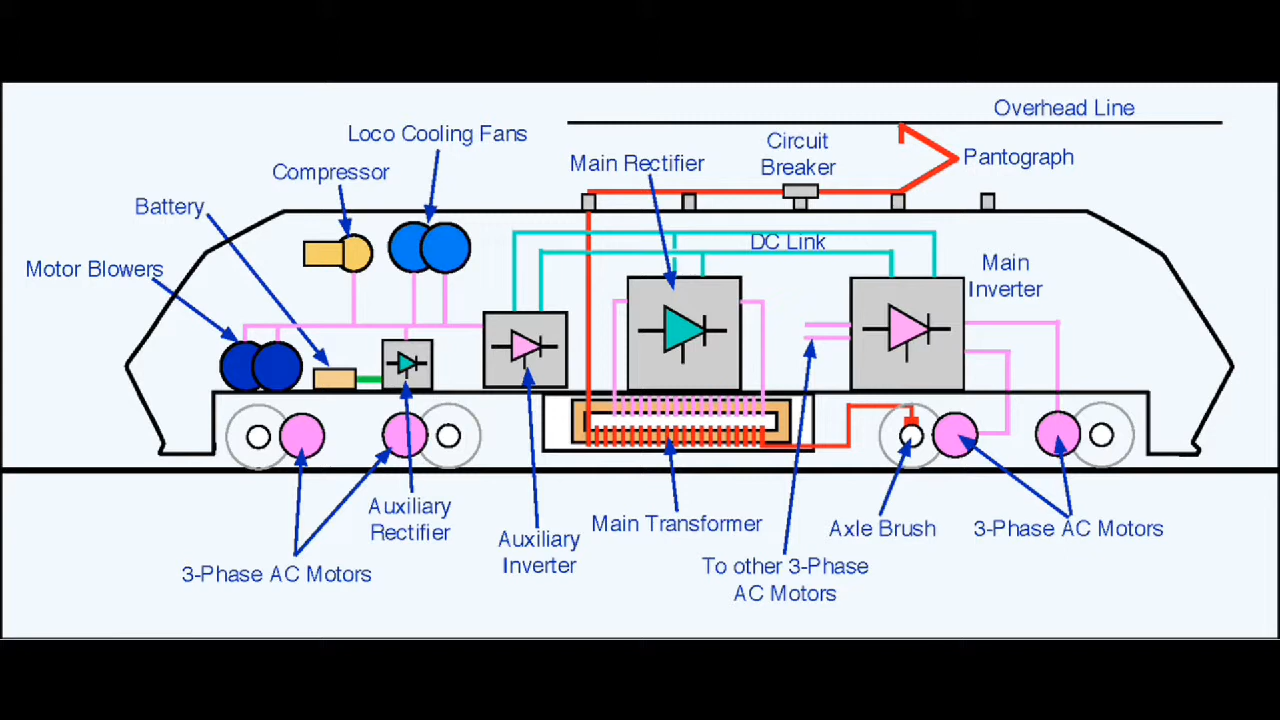 Overhead Line
Loco Cooling Fans
Circuit
Breaker
Pantograph
Main Rectifier
Compressor
Battery
DC Link
Motor Blowers
Main
Inverter
Auxiliary
Rectifier
Main Transformer
Axle Brush
3-Phase AC Motors
Auxiliary
Inverter
To other 3-Phase
AC Motors
3-Phase AC Motors